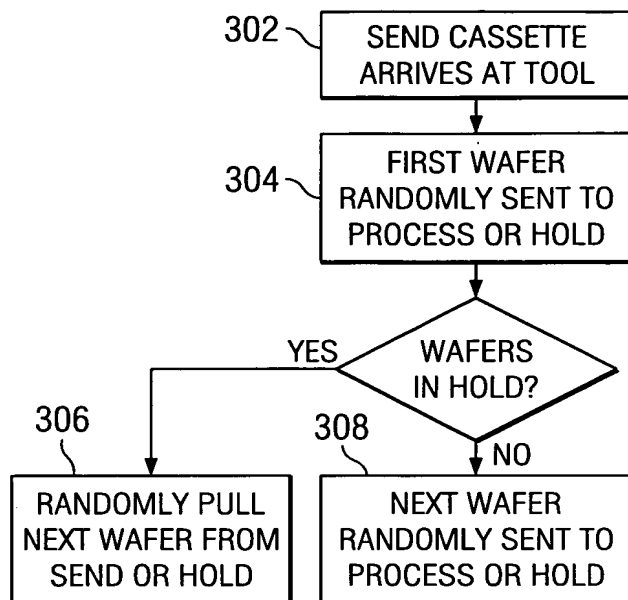 302
SEND CASSETTE
ARRIVES AT TOOL
304
FIRST WAFER
RANDOMLY SENT TO
PROCESS OR HOLD
WAFERS
IN HOLD?
YES
NO
306
RANDOMLY PULL
NEXT WAFER FROM
SEND OR HOLD
308
NEXT WAFER
RANDOMLY SENT TO
PROCESS OR HOLD